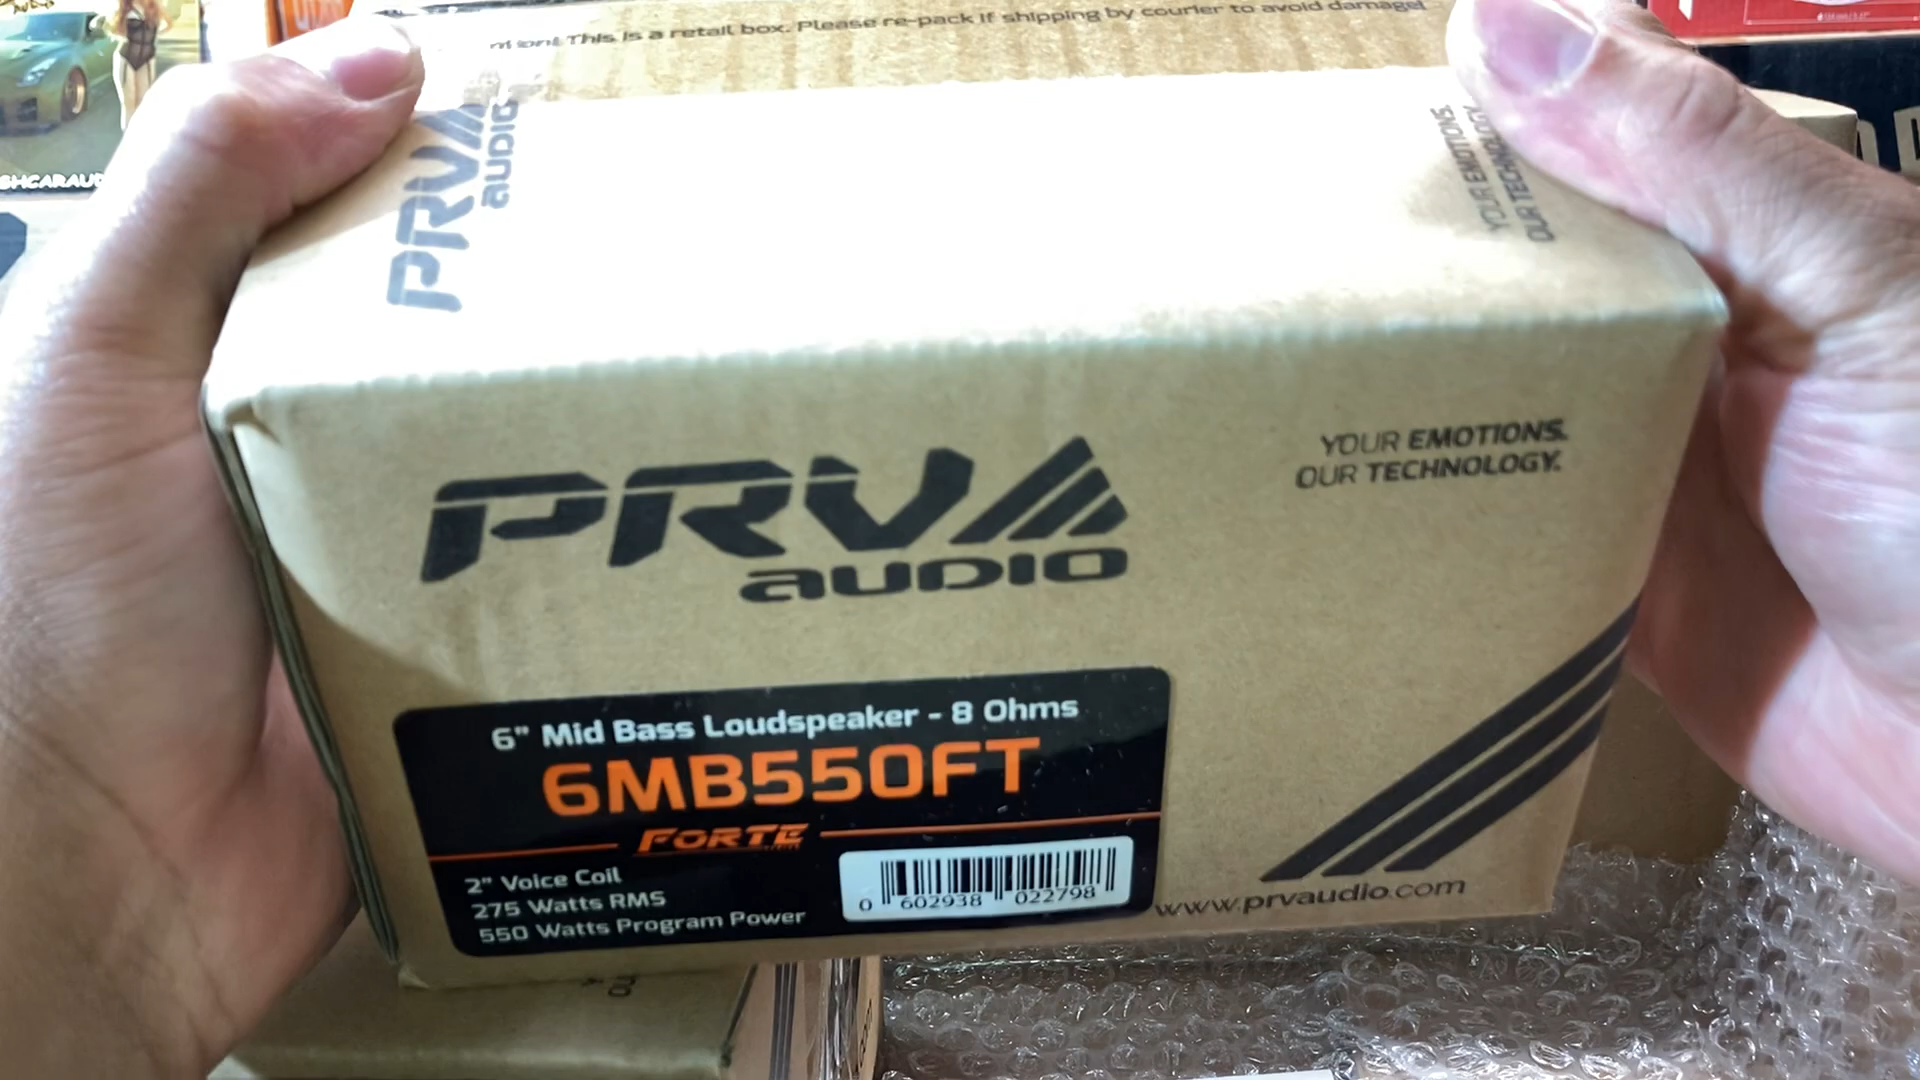 This is a retail box. Please re-pack if shipping by courier to avoid damage!
PRV
AUDIO
YOUR EMOTIONS.
OUR TECHNOLOGY.
PRV
AUDIO
YOUR EMOTIONS.
OUR TECHNOLOGY.
6" Mid Bass Loudspeaker - 8 Ohms
6MB550FT
FORTE
2" Voice Coil
275 Watts RMS
550 Watts Program Power
0 602938 022798
www.prvaudio.com